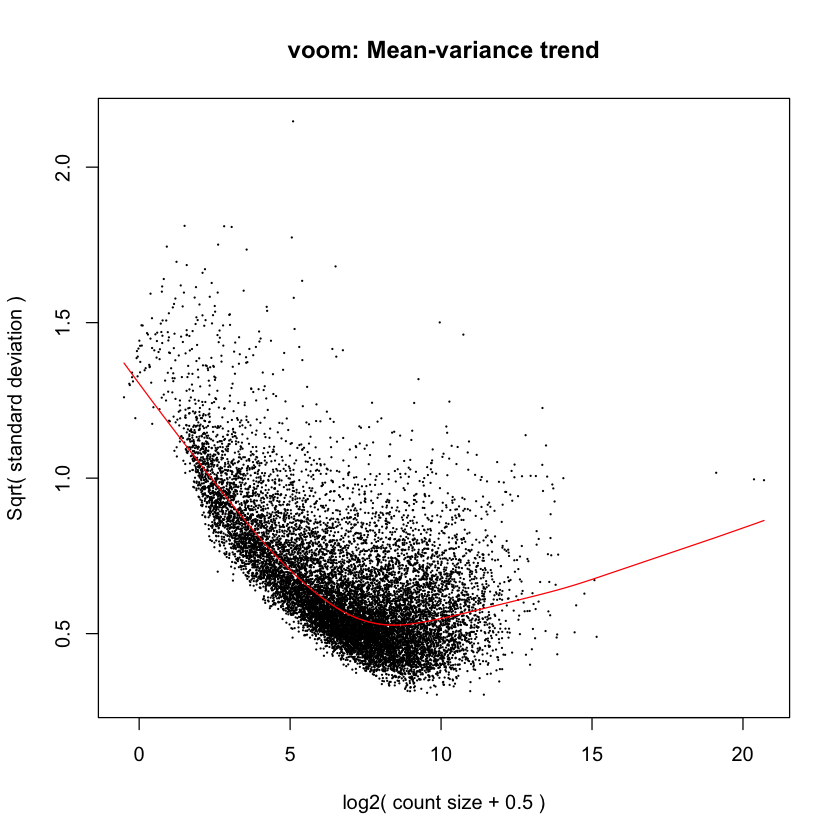 voom: Mean-variance trend
Sqrt( standard deviation )
2.0
1.5
1.0
0.5
0 5 10 15 20
log2( count size + 0.5 )